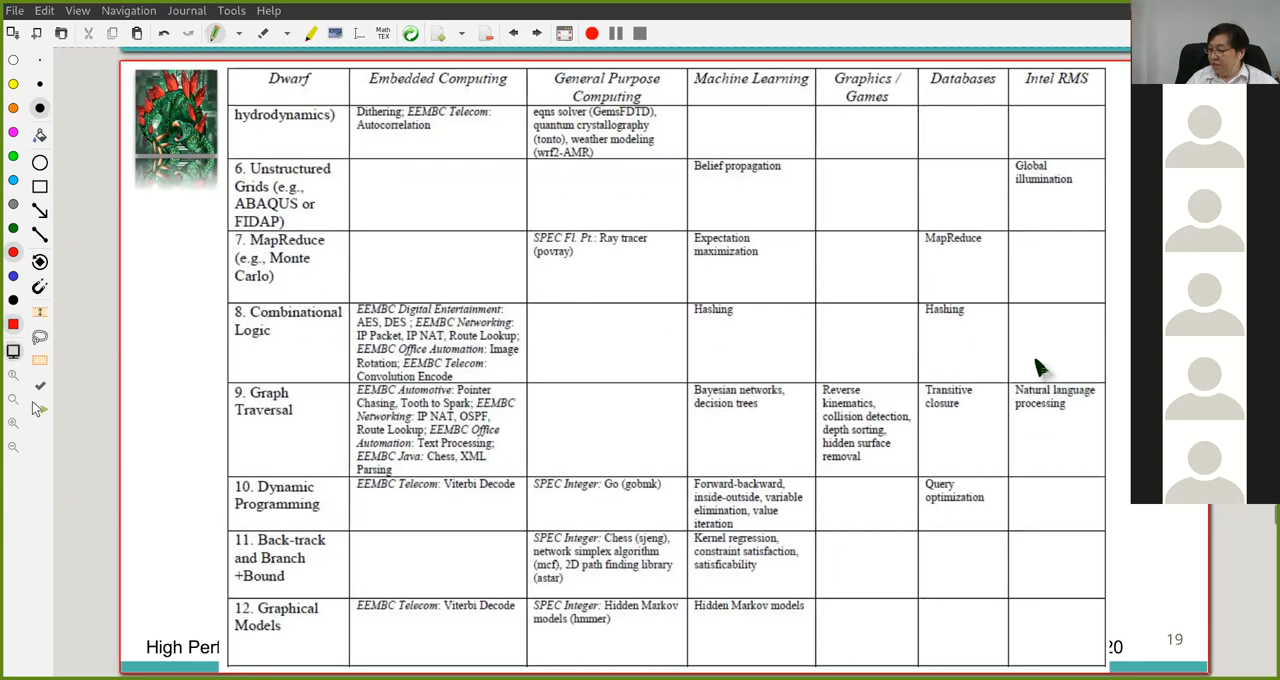 File Edit View Navigation Journal Tools Help
Math
TEX
Dwarf
Embedded Computing
General Purpose
Computing
Machine Learning
Graphics /
Games
Databases
Intel RMS
hydrodynamics)
Dithering; EEMBC Telecom:
Autocorrelation
eqns solver (GemsFDTD),
quantum crystallography
(tonto), weather modeling
(wrf2-AMR)
6. Unstructured
Grids (e.g.,
ABAQUS or
FIDAP)
Belief propagation
Global
illumination
7. MapReduce
(e.g., Monte
Carlo)
SPEC Fl. Pt.: Ray tracer
(povray)
Expectation
maximization
MapReduce
8. Combinational
Logic
EEMBC Digital Entertainment:
AES, DES ; EEMBC Networking:
IP Packet, IP NAT, Route Lookup;
EEMBC Office Automation: Image
Rotation; EEMBC Telecom:
Convolution Encode
Hashing
Hashing
9. Graph
Traversal
EEMBC Automotive: Pointer
Chasing, Tooth to Spark; EEMBC
Networking: IP NAT, OSPF,
Route Lookup; EEMBC Office
Automation: Text Processing;
EEMBC Java: Chess, XML
Parsing
Bayesian networks,
decision trees
Reverse
kinematics,
collision detection,
depth sorting,
hidden surface
removal
Transitive
closure
Natural language
processing
10. Dynamic
Programming
EEMBC Telecom: Viterbi Decode
SPEC Integer: Go (gobmk)
Forward-backward,
inside-outside, variable
elimination, value
iteration
Query
optimization
11. Back-track
and Branch
+Bound
SPEC Integer: Chess (sjeng),
network simplex algorithm
(mcf), 2D path finding library
(astar)
Kernel regression,
constraint satisfaction,
satisficability
12. Graphical
Models
EEMBC Telecom: Viterbi Decode
SPEC Integer: Hidden Markov
models (hmmer)
Hidden Markov models
High Perf
20
19